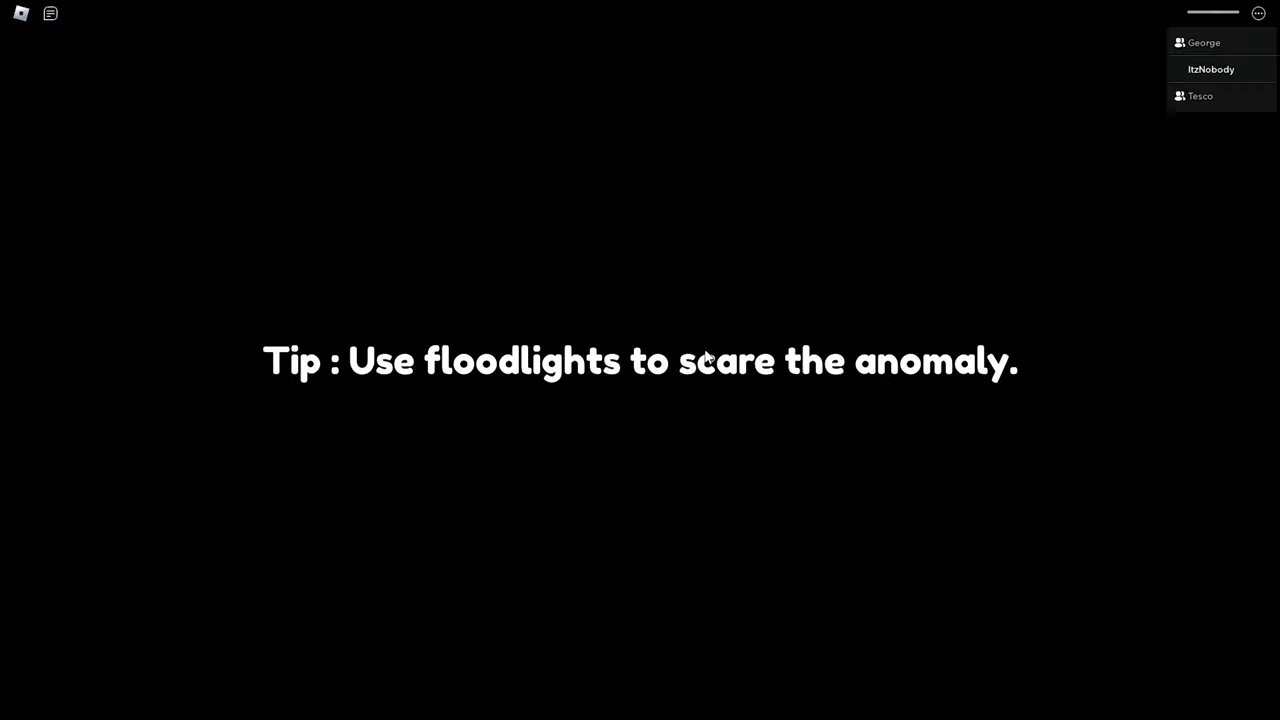 George
ItzNobody
Tesco
Tip : Use floodlights to scare the anomaly.